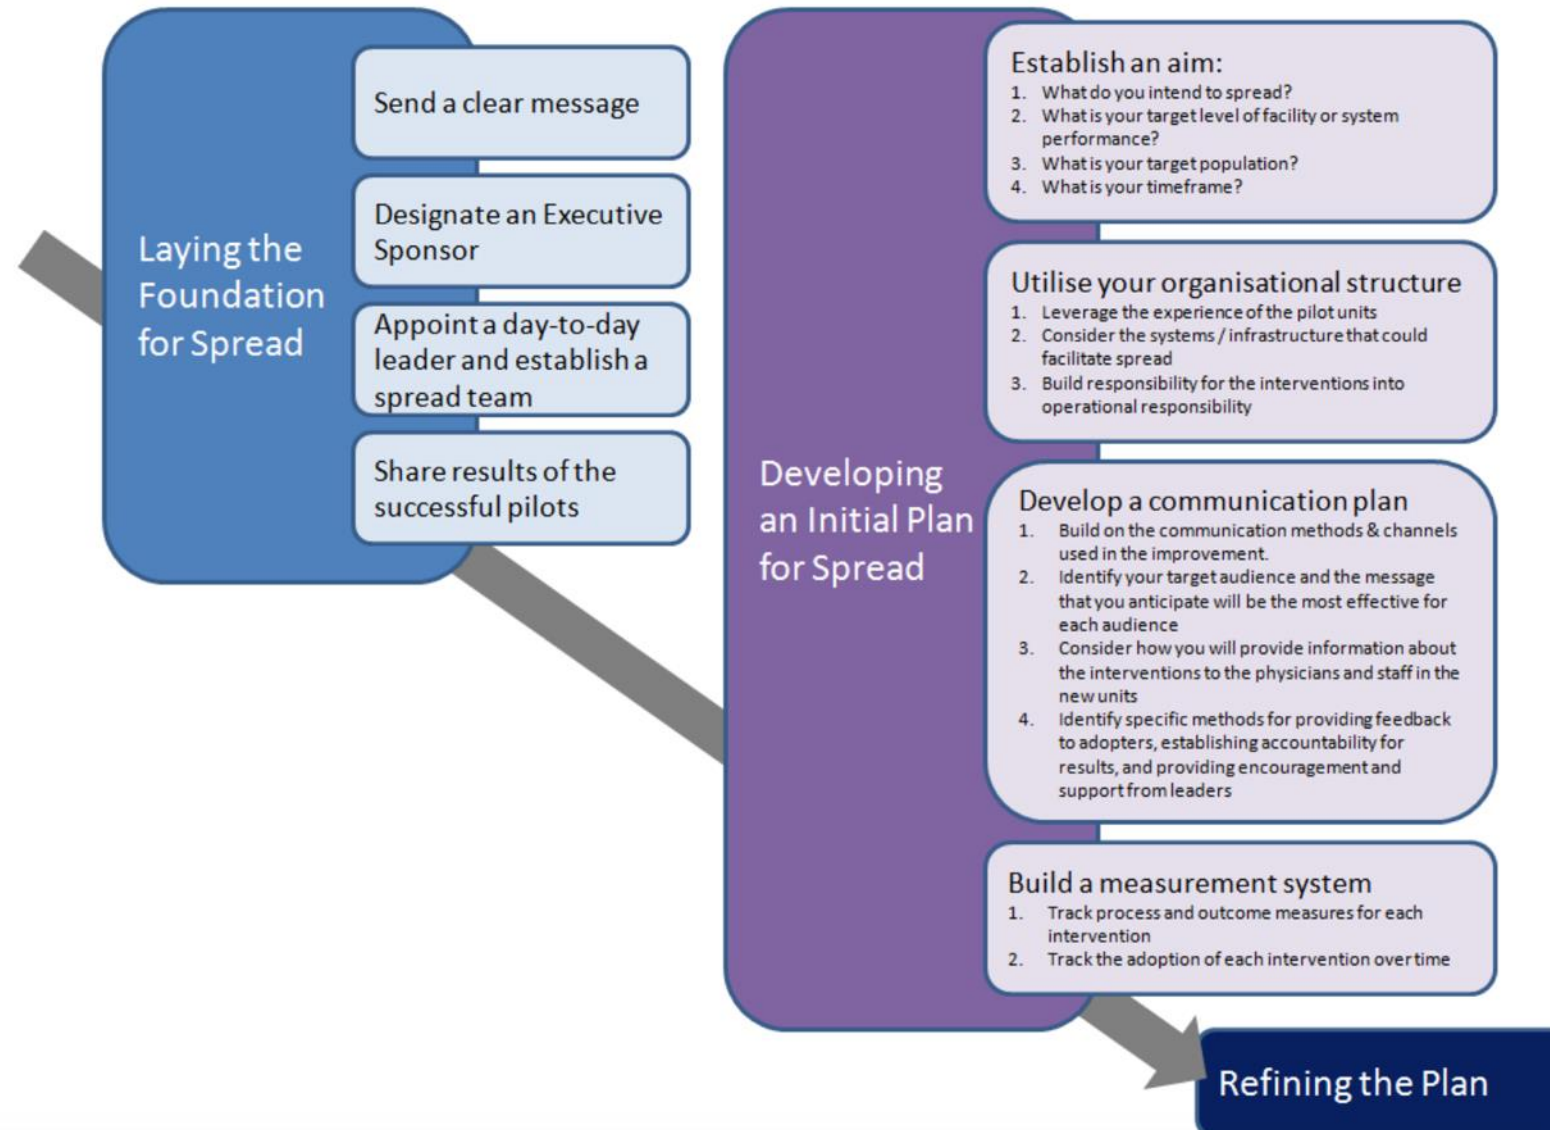 Laying the
Foundation
for Spread
Send a clear message
Designate an Executive
Sponsor
Appoint a day-to-day
leader and establish a
spread team
Share results of the
successful pilots
Developing
an Initial Plan
for Spread
Establish an aim:
1. What do you intend to spread?
2. What is your target level of facility or system
performance?
3. What is your target population?
4. What is your timeframe?
Utilise your organisational structure
1. Leverage the experience of the pilot units
2. Consider the systems / infrastructure that could
facilitate spread
3. Build responsibility for the interventions into
operational responsibility
Develop a communication plan
1. Build on the communication methods & channels
used in the improvement.
2. Identify your target audience and the message
that you anticipate will be the most effective for
each audience
3. Consider how you will provide information about
the interventions to the physicians and staff in the
new units
4. Identify specific methods for providing feedback
to adopters, establishing accountability for
results, and providing encouragement and
support from leaders
Build a measurement system
1. Track process and outcome measures for each
intervention
2. Track the adoption of each intervention over time
Refining the Plan